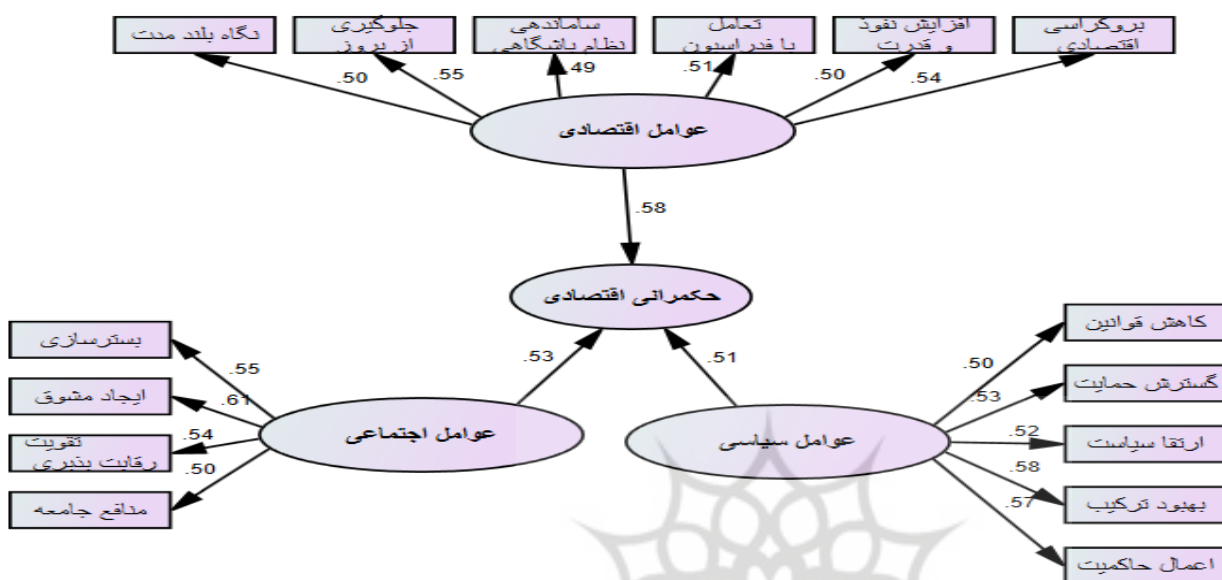 نگاه بلند مدت
جلوگیری
از بروز
ساماندهی
نظام باشگاهی
تعامل
با فدراسیون
افزایش نفوذ
و قدرت
بروکراسی
اقتصادی
.50
.55
.49
.51
.50
.54
عوامل اقتصادی
.58
حکمرانی اقتصادی
.53
.51
بسترسازی
ایجاد مشوق
تقویت
رقابت پذیری
منافع جامعه
.55
.61
.54
.50
عوامل اجتماعی
عوامل سیاسی
.50
.53
.52
.58
.57
کاهش قوانین
گسترش حمایت
ارتقا سیاست
بهبود ترکیب
اعمال حاکمیت